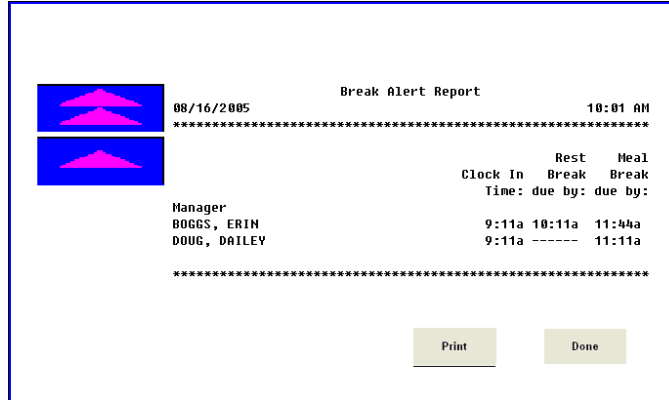 Break Alert Report
08/16/2005 10:01 AM
*************************************************************
Rest Meal
Clock In Break Break
Time: due by: due by:
Manager
BOGGS, ERIN 9:11a 10:11a 11:44a
DOUG, DAILEY 9:11a ------ 11:11a
*************************************************************
Print Done